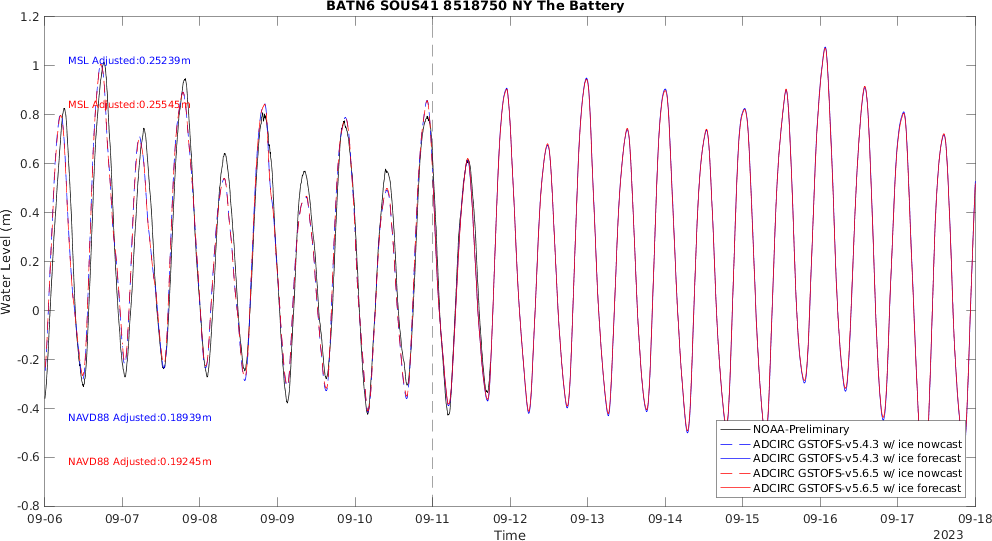 BATN6 SOUS41 8518750 NY The Battery
1.2
1
0.8
0.6
0.4
0.2
0
-0.2
-0.4
-0.6
-0.8
Water Level (m)
MSL Adjusted:0.25239m
MSL Adjusted:0.25545m
NAVD88 Adjusted:0.18939m
NAVD88 Adjusted:0.19245m
NOAA-Preliminary
ADCIRC GSTOFS-v5.4.3 w/ ice nowcast
ADCIRC GSTOFS-v5.4.3 w/ ice forecast
ADCIRC GSTOFS-v5.6.5 w/ ice nowcast
ADCIRC GSTOFS-v5.6.5 w/ ice forecast
09-06 09-07 09-08 09-09 09-10 09-11 09-12 09-13 09-14 09-15 09-16 09-17 09-18
Time
2023